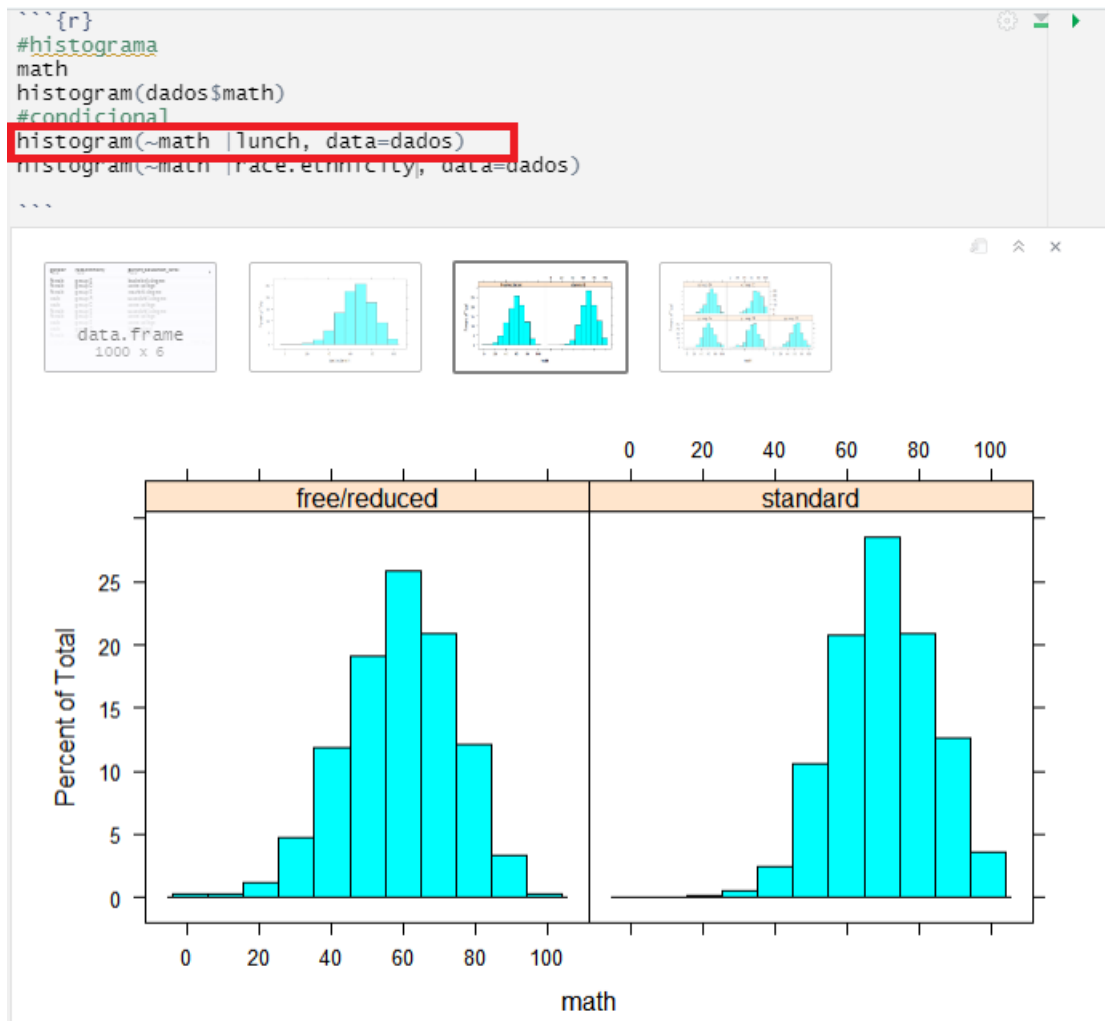 ```{r}
#histograma
math
histogram(dados$math)
#condicional
histogram(~math |lunch, data=dados)
histogram(~math |race.ethnicity, data=dados)
```
data.frame
1000 x 6
0 20 40 60 80 100
free/reduced standard
25
20
15
10
5
0
Percent of Total
0 20 40 60 80 100
math